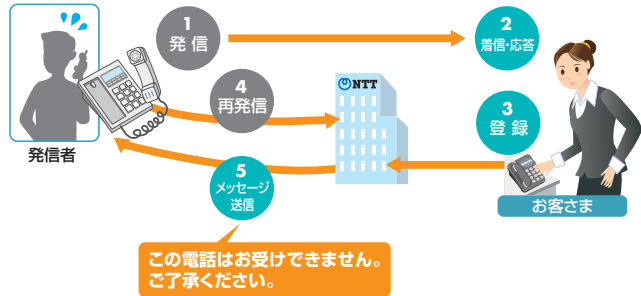 1
発 信
2
着信・応答
NTT
4
再発信
3
登 録
発信者
5
メッセージ
送信
お客さま
この電話はお受けできません。
ご了承ください。